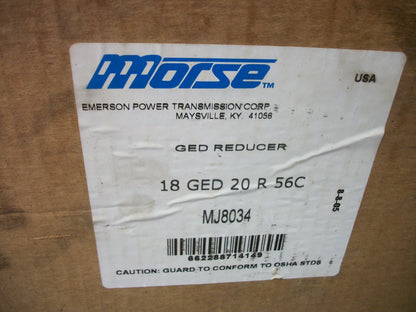 Morse™
USA
EMERSON POWER TRANSMISSION CORP.
MAYSVILLE, KY. 41056
GED REDUCER
18 GED 20 R 56C
8-8-05
MJ8034
662288714149
CAUTION: GUARD TO CONFORM TO OSHA STDS